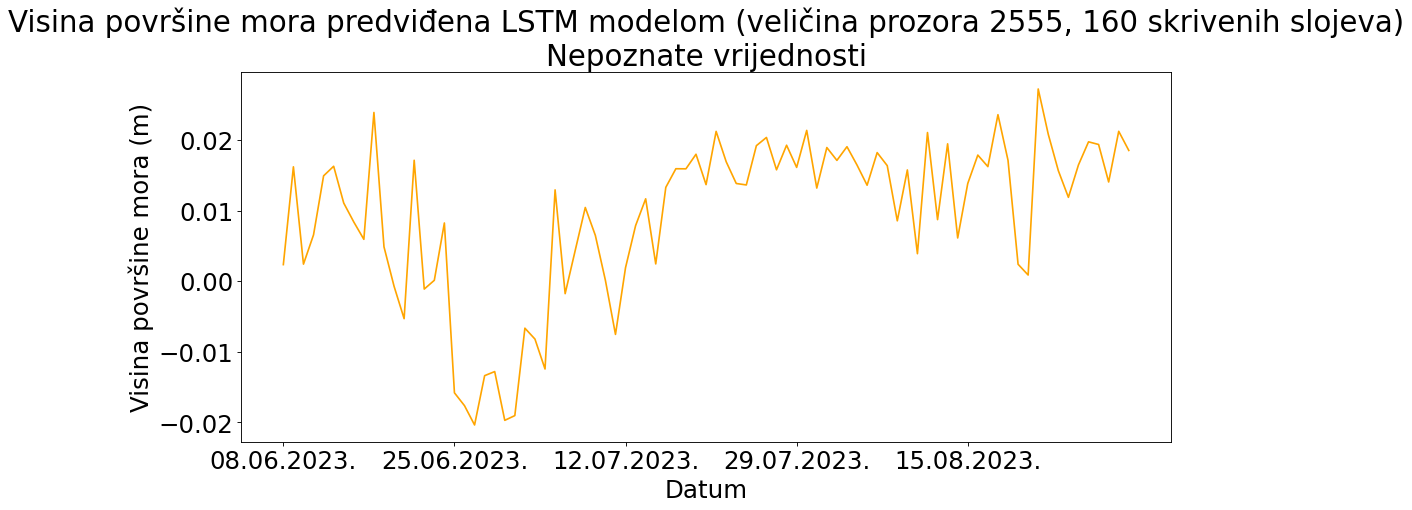 Visina površine mora predviđena LSTM modelom (veličina prozora 2555, 160 skrivenih slojeva)
Nepoznate vrijednosti
Visina površine mora (m)
0.02
0.01
0.00
−0.01
−0.02
08.06.2023. 25.06.2023. 12.07.2023. 29.07.2023. 15.08.2023.
Datum